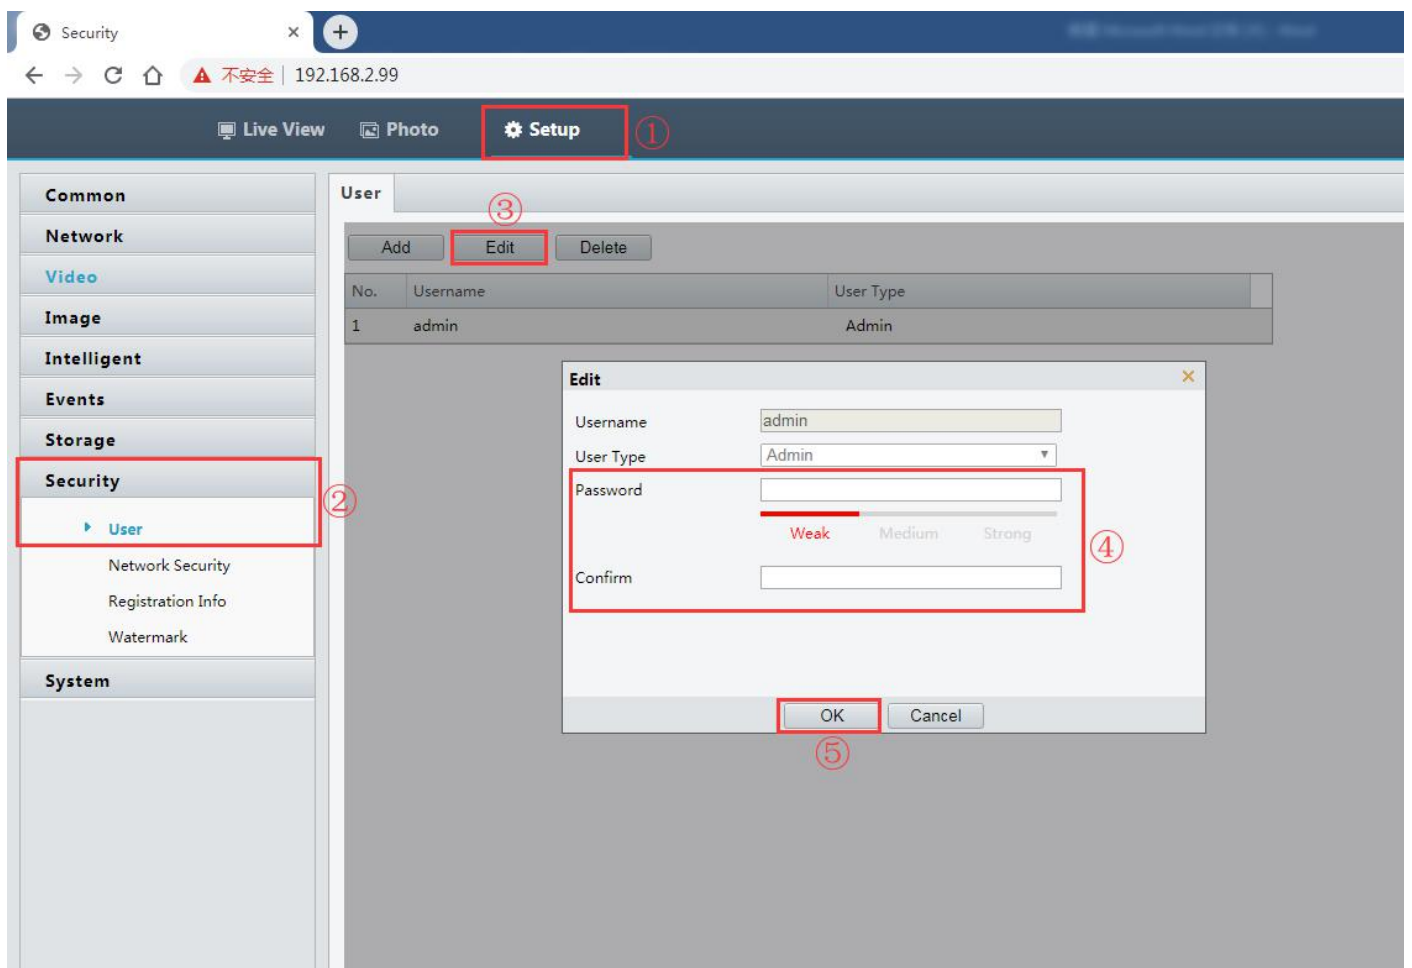 Security
不安全 | 192.168.2.99
Live View Photo Setup ①
Common
Network
Video
Image
Intelligent
Events
Storage
Security
②
User
Network Security
Registration Info
Watermark
System
User
③
Add Edit Delete
No. Username User Type
1 admin Admin
Edit
Username admin
User Type Admin
Password
Weak Medium Strong
④
Confirm
OK Cancel
⑤